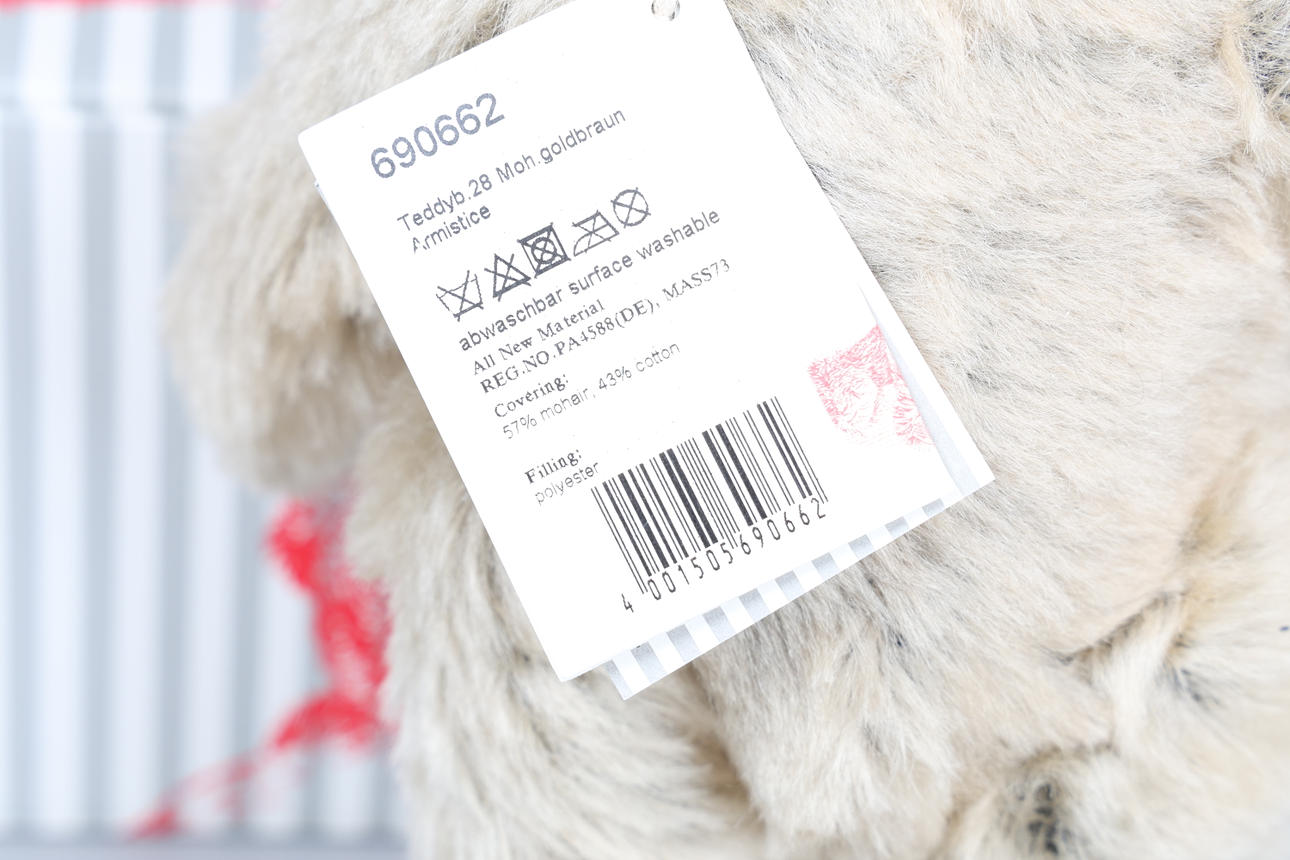 690662
Teddyb.28 Moh.goldbraun
Armistice
abwaschbar surface washable
All New Material
REG.NO.PA4588(DE), MASS73
Covering:
57% mohair, 43% cotton
Filling:
polyester
4 001505 690662